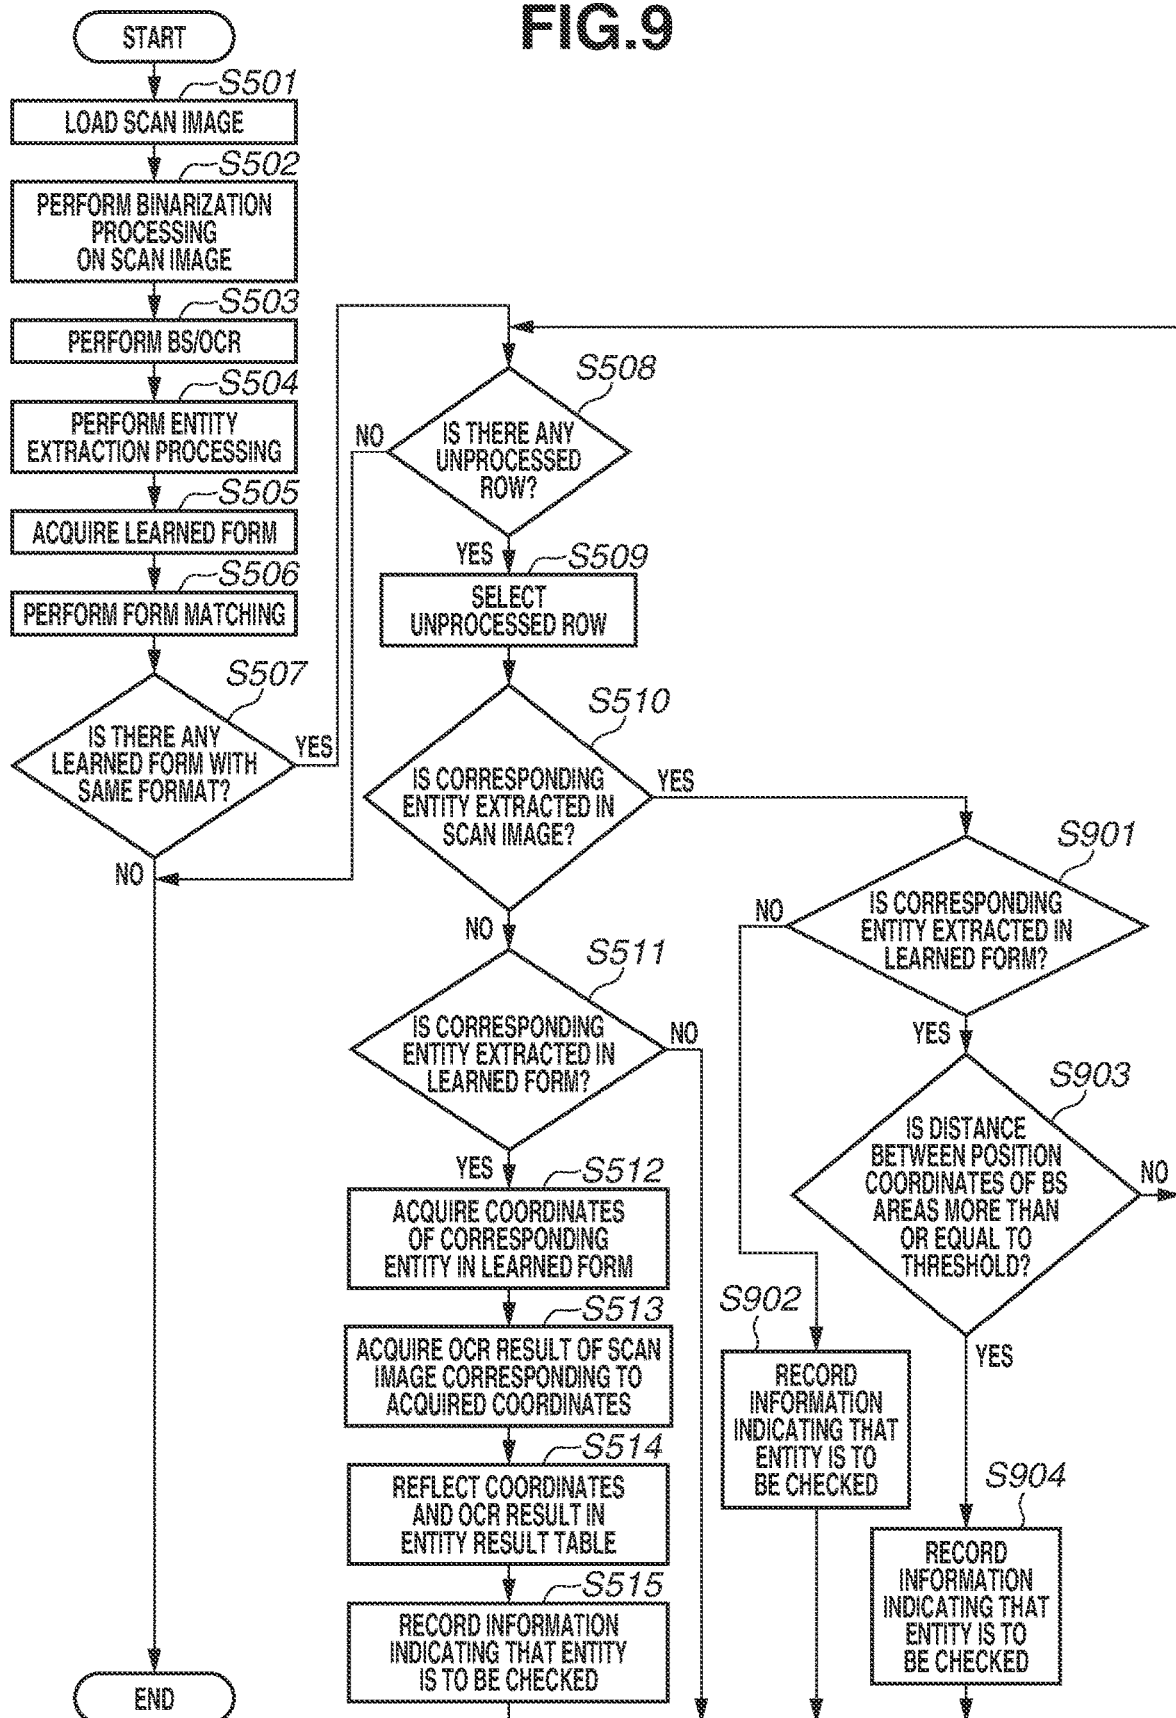 FIG.9
START
S501
LOAD SCAN IMAGE
S502
PERFORM BINARIZATION
PROCESSING
ON SCAN IMAGE
S503
PERFORM BS/OCR
S504
PERFORM ENTITY
EXTRACTION PROCESSING
S505
ACQUIRE LEARNED FORM
S506
PERFORM FORM MATCHING
S507
IS THERE ANY
LEARNED FORM WITH
SAME FORMAT?
YES
NO
END
S508
IS THERE ANY
UNPROCESSED
ROW?
NO
YES
S509
SELECT
UNPROCESSED ROW
S510
IS CORRESPONDING
ENTITY EXTRACTED IN
SCAN IMAGE?
YES
NO
S511
IS CORRESPONDING
ENTITY EXTRACTED IN
LEARNED FORM?
NO
YES
S512
ACQUIRE COORDINATES
OF CORRESPONDING
ENTITY IN LEARNED FORM
S513
ACQUIRE OCR RESULT OF SCAN
IMAGE CORRESPONDING TO
ACQUIRED COORDINATES
S514
REFLECT COORDINATES
AND OCR RESULT IN
ENTITY RESULT TABLE
S515
RECORD INFORMATION
INDICATING THAT ENTITY
IS TO BE CHECKED
S901
IS CORRESPONDING
ENTITY EXTRACTED IN
LEARNED FORM?
NO
YES
S903
IS DISTANCE
BETWEEN POSITION
COORDINATES OF BS
AREAS MORE THAN
OR EQUAL TO
THRESHOLD?
NO
YES
S902
RECORD
INFORMATION
INDICATING THAT
ENTITY IS TO
BE CHECKED
S904
RECORD
INFORMATION
INDICATING THAT
ENTITY IS TO
BE CHECKED